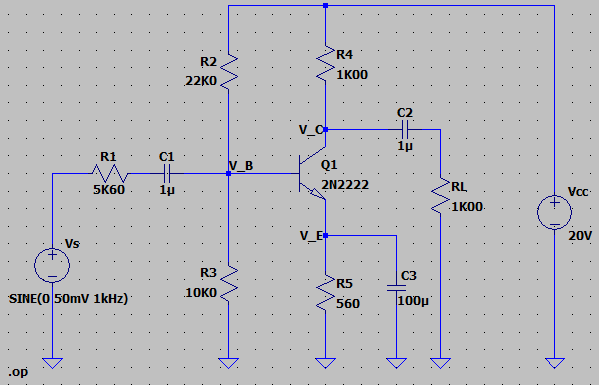 R2
22K0
R4
1K00
C2
1µ
V_C
R1
5K60
C1
1µ
V_B
Q1
2N2222
RL
1K00
Vcc
20V
Vs
SINE(0 50mV 1kHz)
V_E
R3
10K0
R5
560
C3
100µ
.op